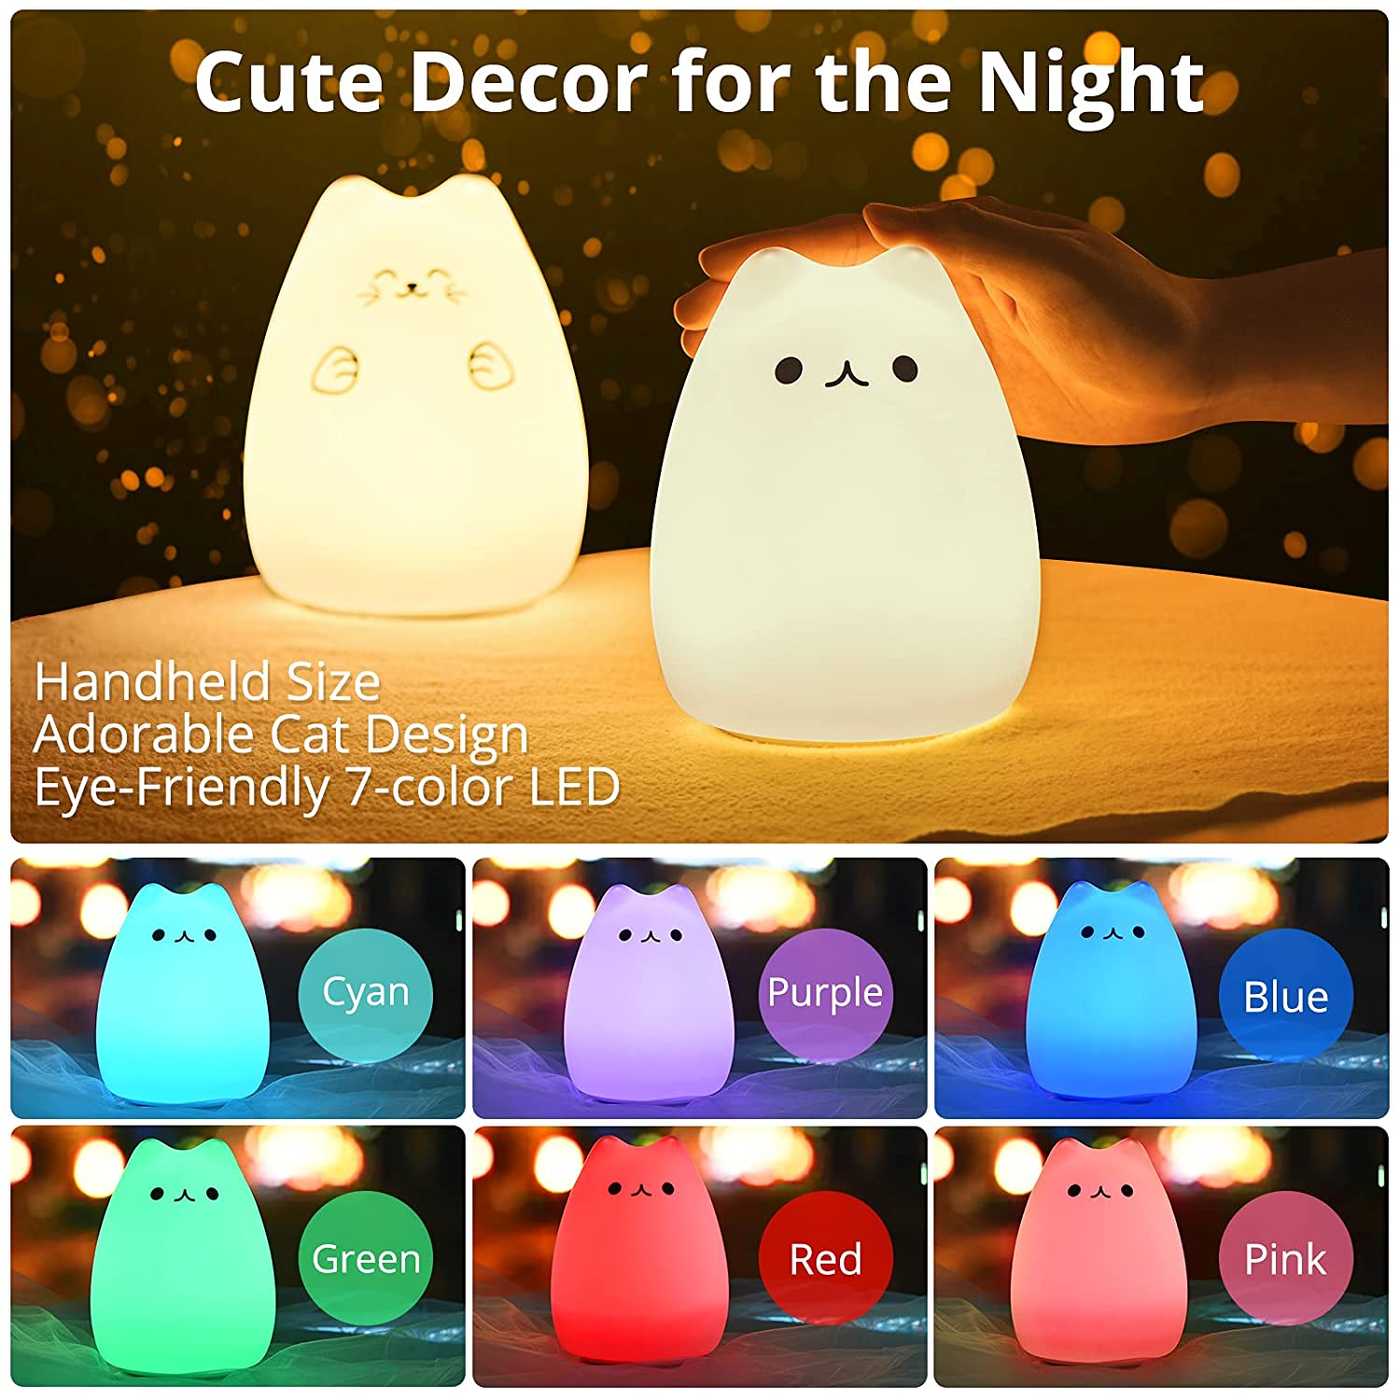 Cute Decor for the Night
Handheld Size
Adorable Cat Design
Eye-Friendly 7-color LED
Cyan
Purple
Blue
Green
Red
Pink